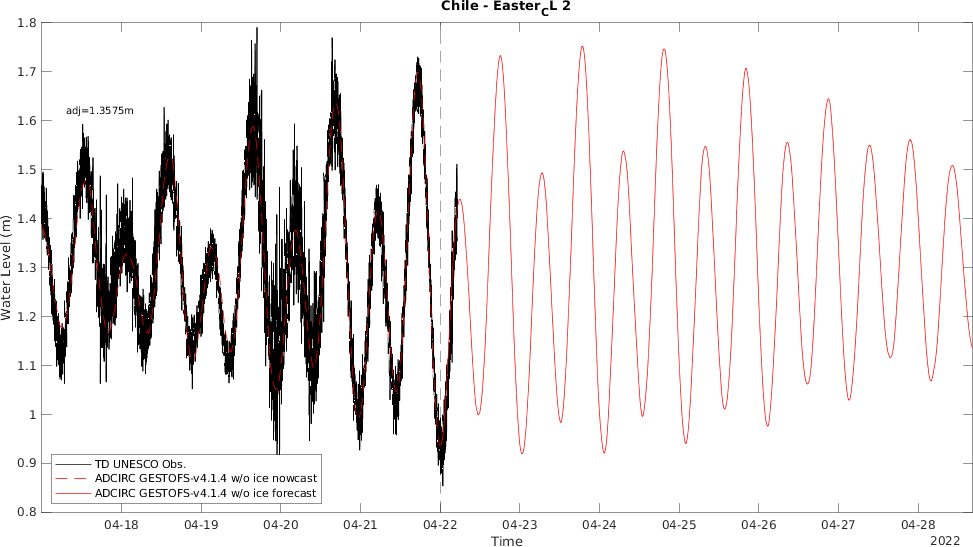 Chile - Easter_CL 2
1.8
1.7
1.6
1.5
1.4
1.3
1.2
1.1
1
0.9
0.8
Water Level (m)
adj=1.3575m
TD UNESCO Obs.
ADCIRC GESTOFS-v4.1.4 w/o ice nowcast
ADCIRC GESTOFS-v4.1.4 w/o ice forecast
04-18 04-19 04-20 04-21 04-22 04-23 04-24 04-25 04-26 04-27 04-28
Time
2022